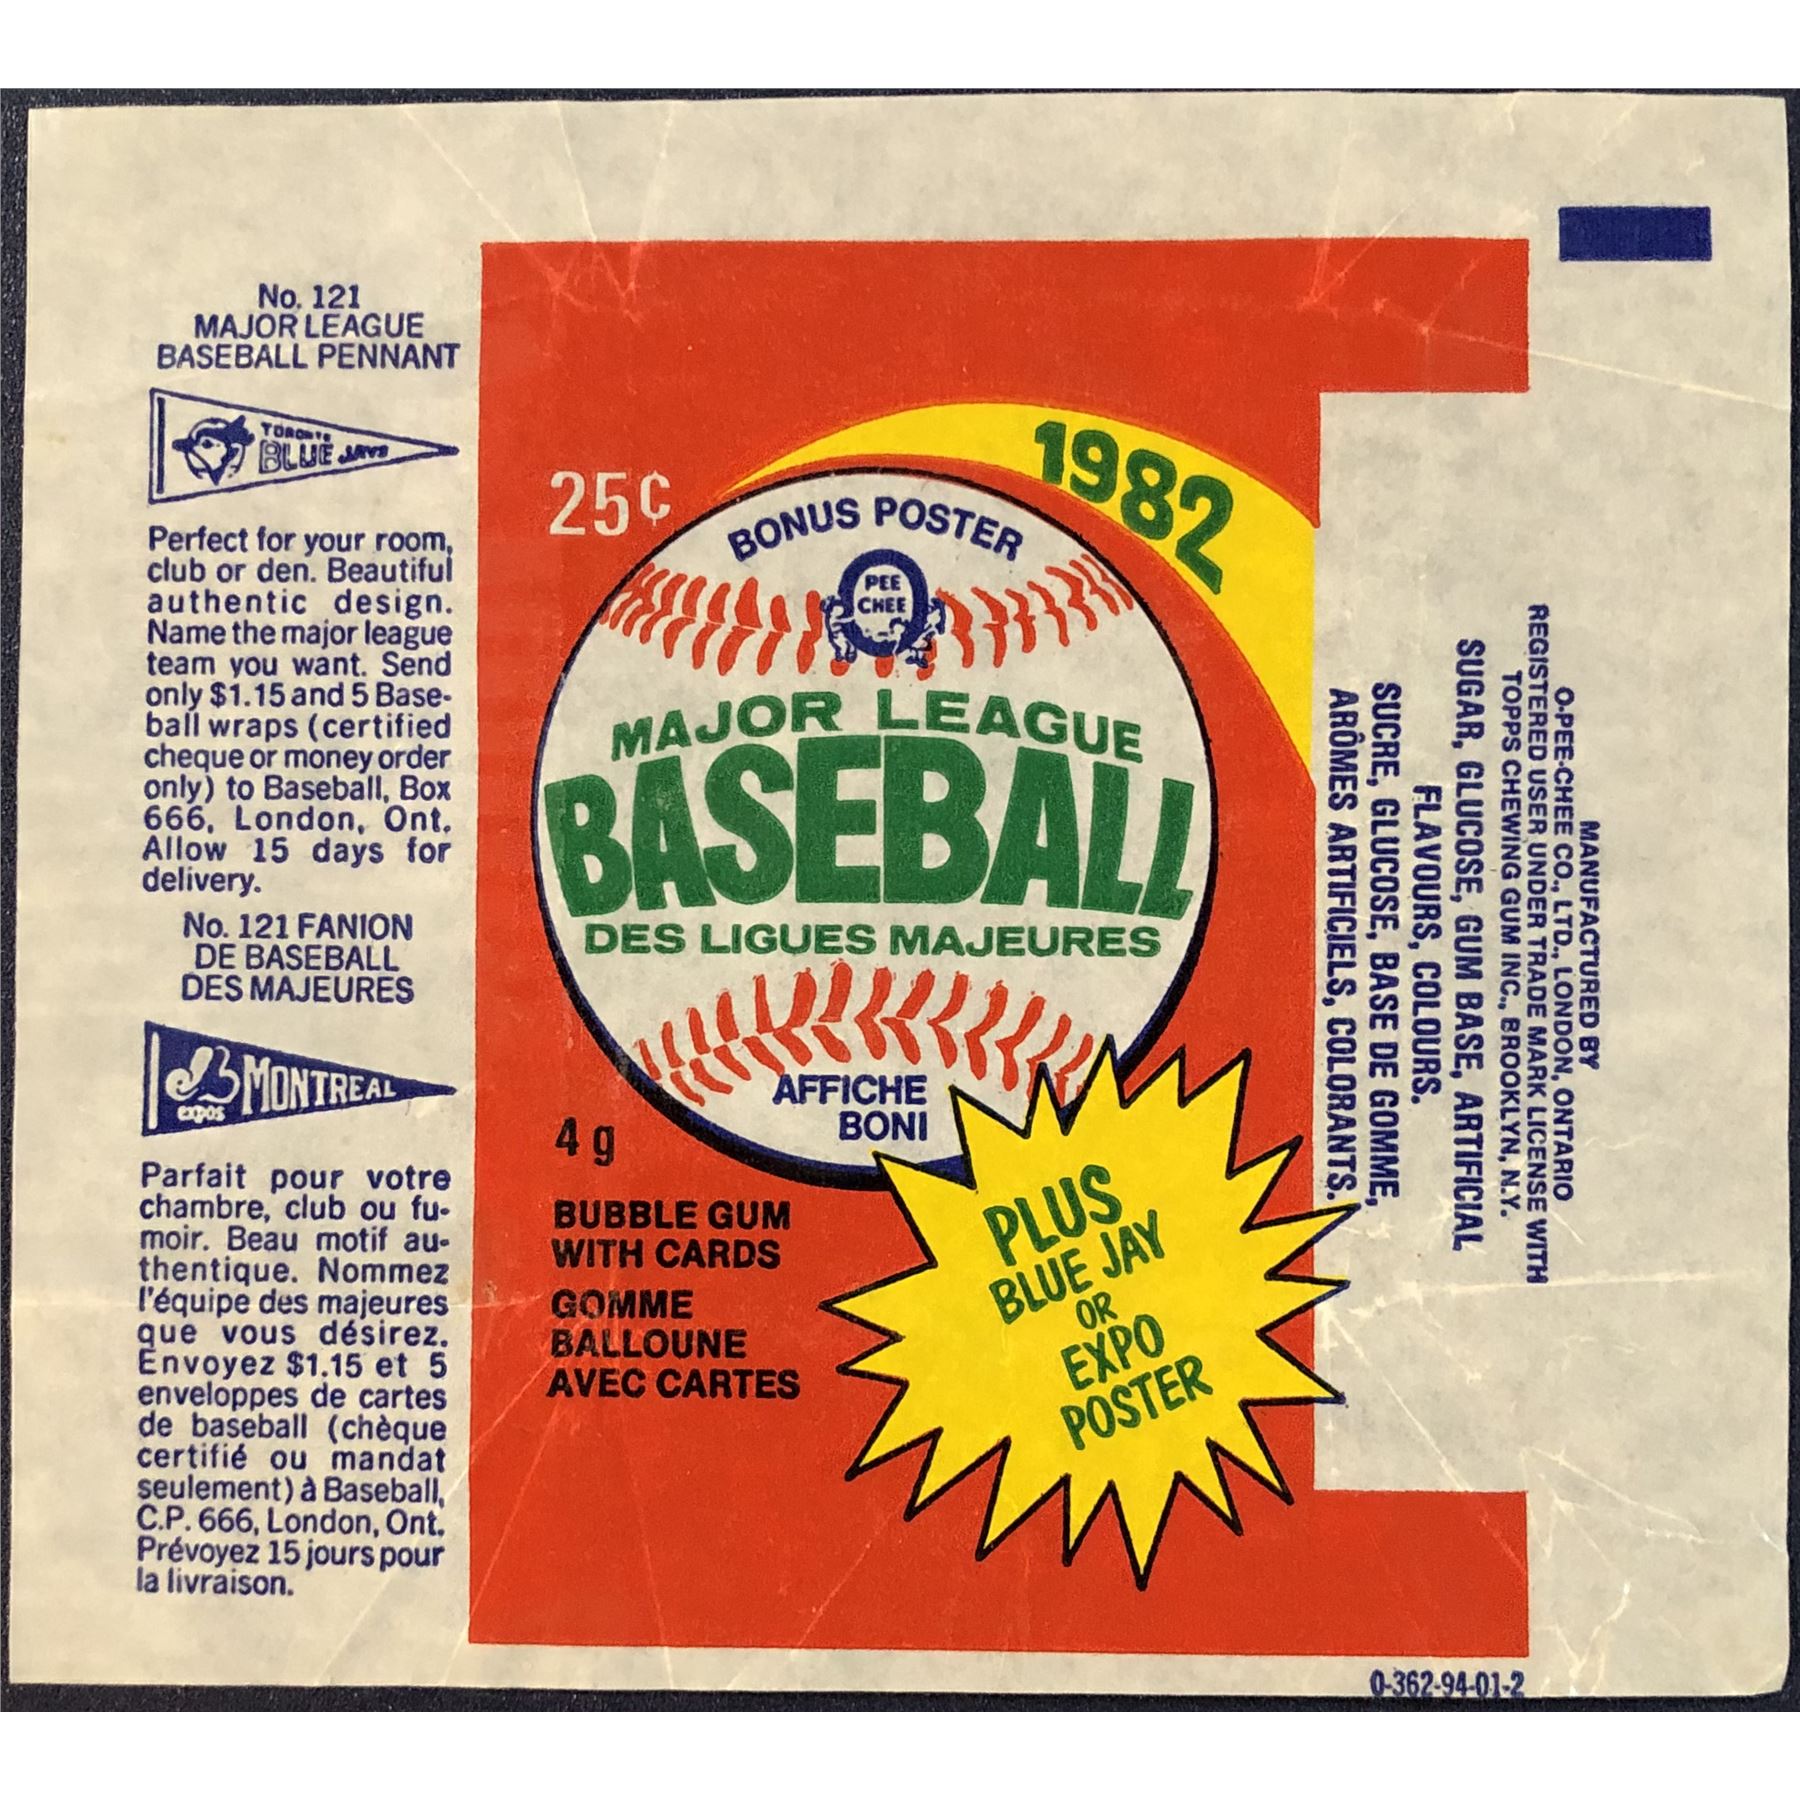 No. 121
MAJOR LEAGUE
BASEBALL PENNANT
TORONTO
BLUE JAYS
Perfect for your room,
club or den. Beautiful
authentic design.
Name the major league
team you want. Send
only $1.15 and 5 Base-
ball wraps (certified
cheque or money order
only) to Baseball, Box
666, London, Ont.
Allow 15 days for
delivery.
No. 121 FANION
DE BASEBALL
DES MAJEURES
expos
MONTREAL
Parfait pour votre
chambre, club ou fu-
moir. Beau motif au-
thentique. Nommez
l'équipe des majeures
que vous désirez.
Envoyez $1.15 et 5
enveloppes de cartes
de baseball (chèque
certifié ou mandat
seulement) à Baseball,
C.P. 666, London, Ont.
Prévoyez 15 jours pour
la livraison.
25¢
1982
BONUS POSTER
PEE
CHEE
MAJOR LEAGUE
BASEBALL
DES LIGUES MAJEURES
AFFICHE
BONI
4 g
BUBBLE GUM
WITH CARDS
GOMME
BALLOUNE
AVEC CARTES
PLUS
BLUE JAY
OR
EXPO
POSTER
MANUFACTURED BY
O-PEE-CHEE CO., LTD., LONDON, ONTARIO
REGISTERED USER UNDER TRADE MARK LICENSE WITH
TOPPS CHEWING GUM INC., BROOKLYN, N.Y.
SUGAR, GLUCOSE, GUM BASE, ARTIFICIAL
FLAVOURS, COLOURS.
SUCRE, GLUCOSE, BASE DE GOMME,
ARÔMES ARTIFICIELS, COLORANTS.
0-362-94-01-2